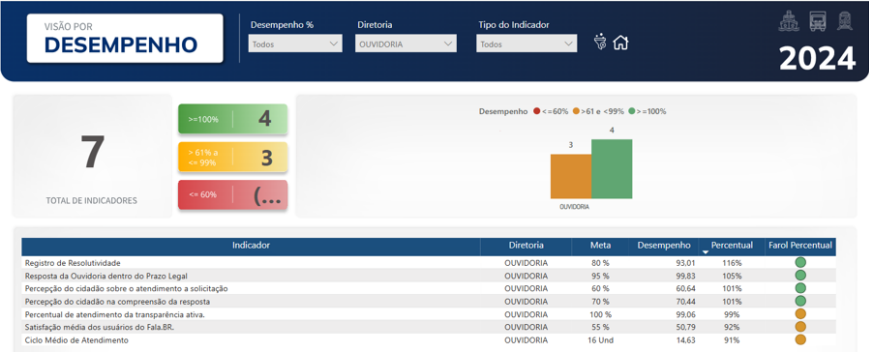 VISÃO POR
DESEMPENHO
Desempenho %
Todos
Diretoria
OUVIDORIA
Tipo do Indicador
Todos
2024
7
TOTAL DE INDICADORES
>=100% 4
> 61% a <= 99% 3
<= 60% (...
Desempenho <=60% >61 e <99% >=100%
3
4
OUVIDORIA
Indicador Diretoria Meta Desempenho Percentual Farol Percentual
Registro de Resolutividade OUVIDORIA 80 % 93,01 116%
Resposta da Ouvidoria dentro do Prazo Legal OUVIDORIA 95 % 99,83 105%
Percepção do cidadão sobre o atendimento a solicitação OUVIDORIA 60 % 60,64 101%
Percepção do cidadão na compreensão da resposta OUVIDORIA 70 % 70,44 101%
Percentual de atendimento da transparência ativa. OUVIDORIA 100 % 99,06 99%
Satisfação média dos usuários do Fala.BR. OUVIDORIA 55 % 50,79 92%
Ciclo Médio de Atendimento OUVIDORIA 16 Und 14,63 91%